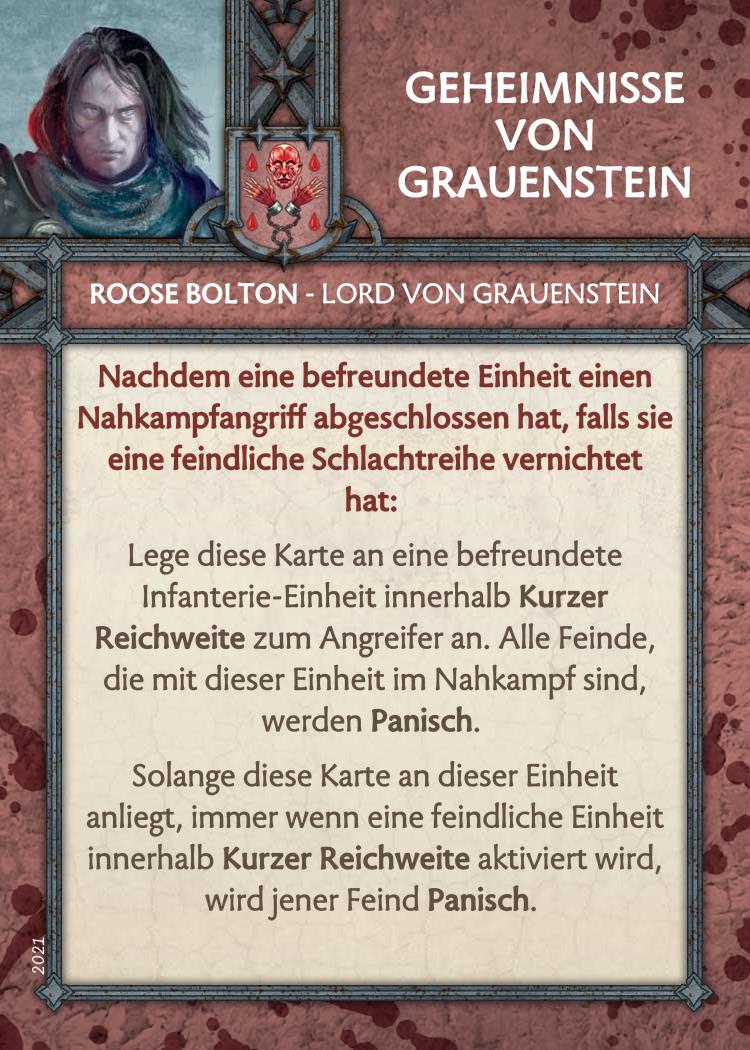 GEHEIMNISSE
VON
GRAUENSTEIN
ROOSE BOLTON - LORD VON GRAUENSTEIN
Nachdem eine befreundete Einheit einen
Nahkampfangriff abgeschlossen hat, falls sie
eine feindliche Schlachtreihe vernichtet
hat:
Lege diese Karte an eine befreundete
Infanterie-Einheit innerhalb Kurzer
Reichweite zum Angreifer an. Alle Feinde,
die mit dieser Einheit im Nahkampf sind,
werden Panisch.
Solange diese Karte an dieser Einheit
anliegt, immer wenn eine feindliche Einheit
innerhalb Kurzer Reichweite aktiviert wird,
wird jener Feind Panisch.
2021